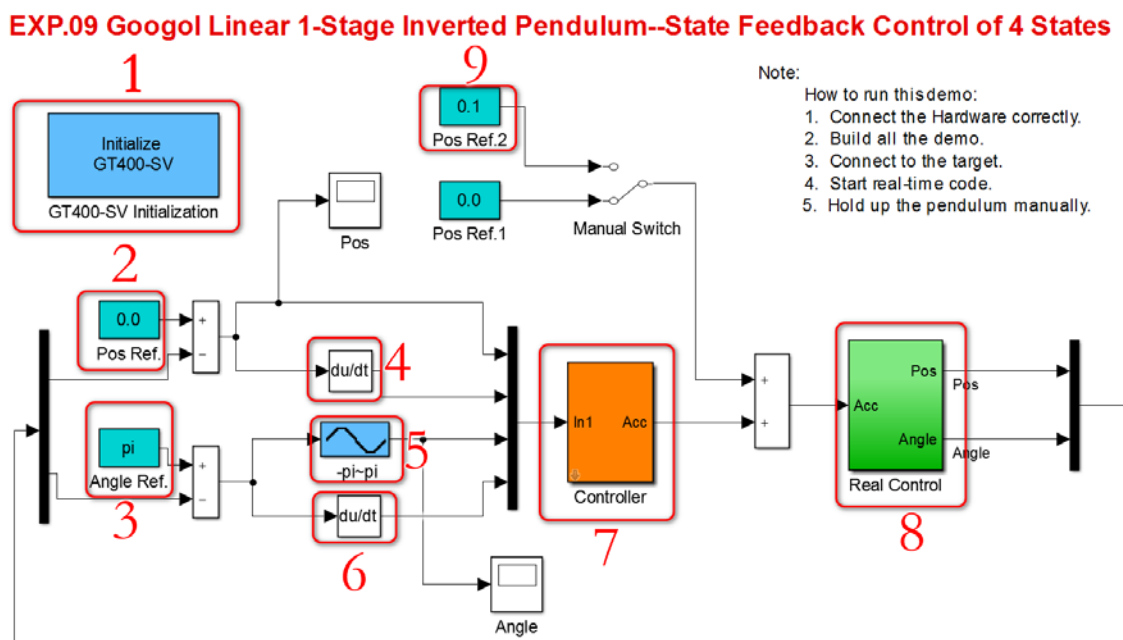 EXP.09 Googol Linear 1-Stage Inverted Pendulum--State Feedback Control of 4 States
1
9
Note:
How to run this demo:
1. Connect the Hardware correctly.
2. Build all the demo.
3. Connect to the target.
4. Start real-time code.
5. Hold up the pendulum manually.
Initialize
GT400-SV
GT400-SV Initialization
0.1
Pos Ref.2
0.0
Pos Ref.1
Manual Switch
Pos
2
0.0
Pos Ref.
+
−
du/dt
4
pi
Angle Ref.
3
+
−
-pi~pi
5
du/dt
6
Angle
In1
Acc
Controller
7
+
+
Acc
Pos
Angle
Real Control
8
Pos
Angle